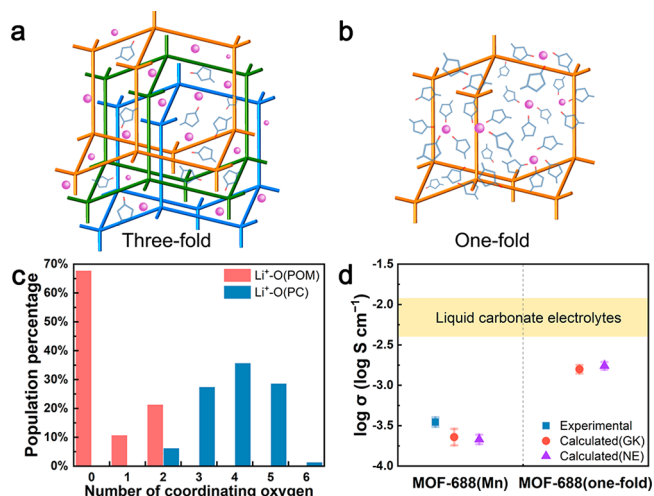 a
b
Three-fold
One-fold
c
Population percentage
70%
60%
50%
40%
30%
20%
10%
0%
Li⁺-O(POM)
Li⁺-O(PC)
0 1 2 3 4 5 6
Number of coordinating oxygen
d
log σ (log S cm⁻¹)
-1.5
-2.0
-2.5
-3.0
-3.5
-4.0
Liquid carbonate electrolytes
Experimental
Calculated(GK)
Calculated(NE)
MOF-688(Mn) MOF-688(one-fold)